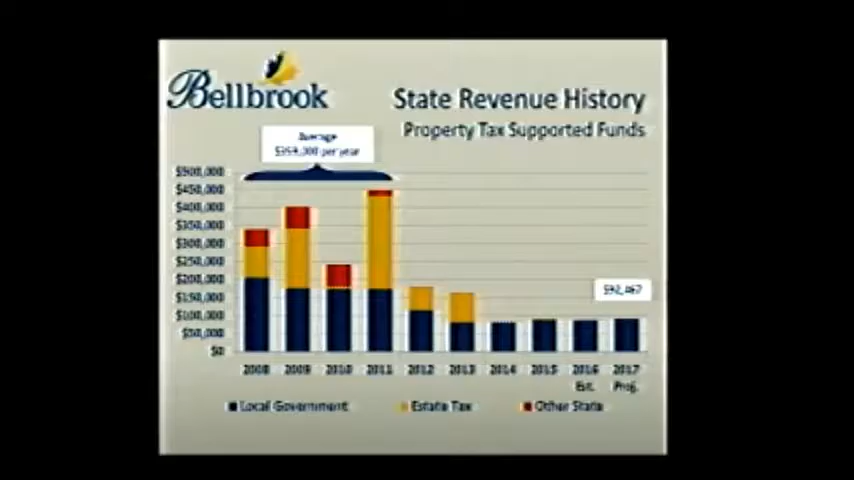 Bellbrook
State Revenue History
Property Tax Supported Funds
Average
per year
$500,000
$450,000
$400,000
$350,000
$300,000
$250,000
$200,000
$150,000
$100,000
$50,000
$0
$92,467
2008 2009 2010 2011 2012 2013 2014 2015 2016 2017
Est. Proj.
Local Government Estate Tax Other State